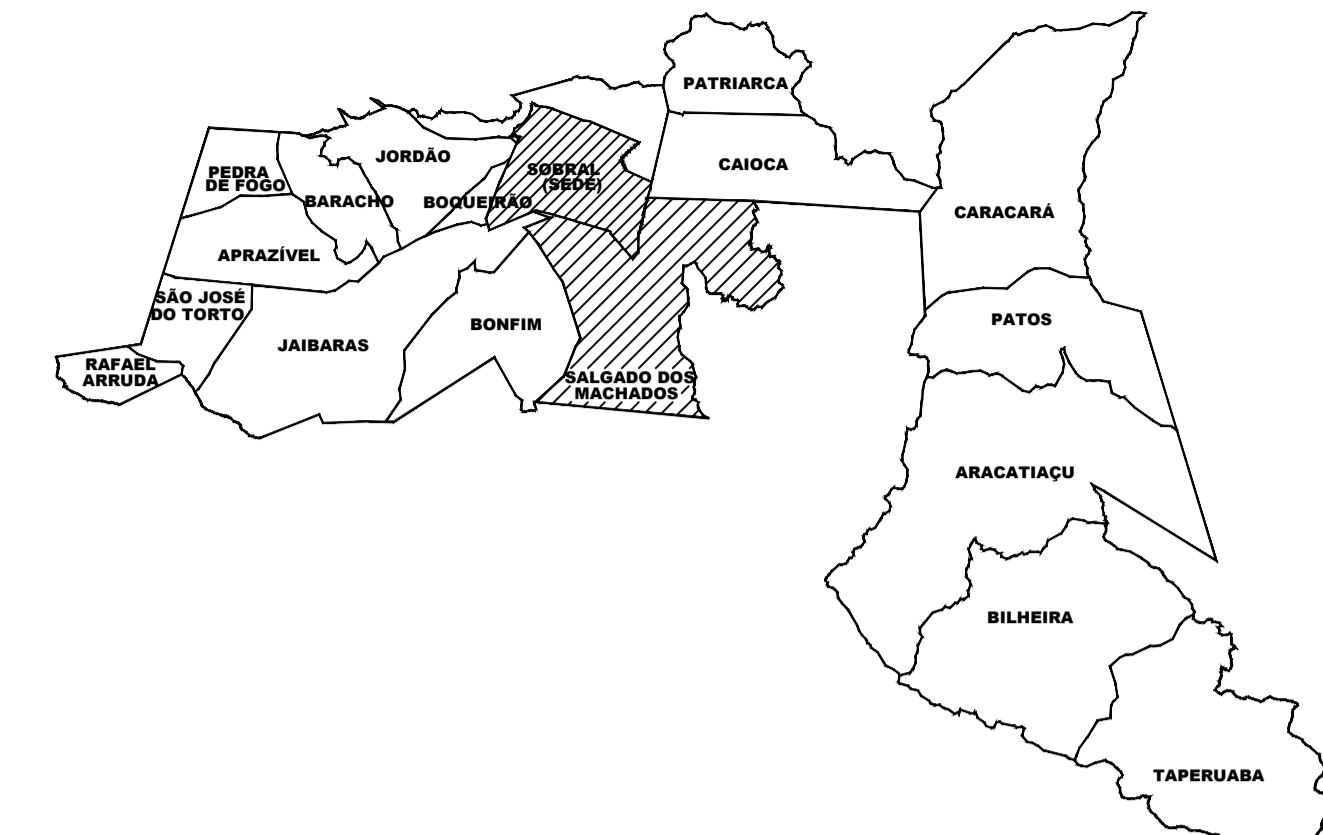 PATRIARCA
JORDÃO
CAIOCA
SOBRAL
(SEDE)
PEDRA
DE FOGO
BARACHO
BOQUEIRÃO
CARACARÁ
APRAZÍVEL
SÃO JOSÉ
DO TORTO
PATOS
BONFIM
JAIBARAS
RAFAEL
ARRUDA
SALGADO DOS
MACHADOS
ARACATIAÇU
BILHEIRA
TAPERUABA